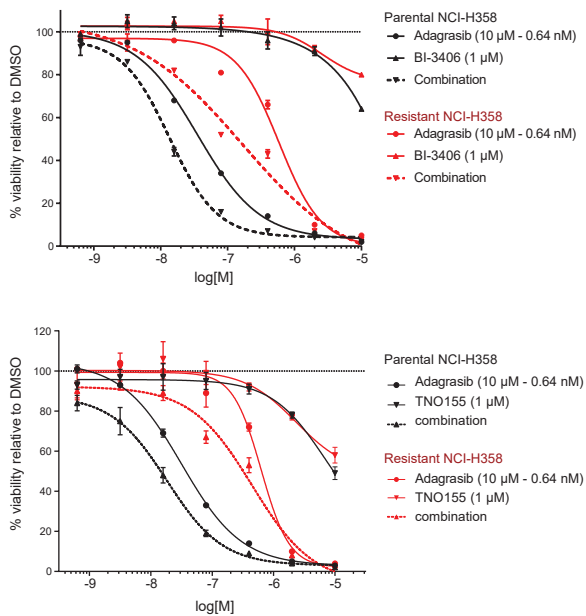 120
100
80
60
40
20
0
% viability relative to DMSO
-9
-8
-7
-6
-5
log[M]
Parental NCI-H358
Adagrasib (10 µM - 0.64 nM)
BI-3406 (1 µM)
Combination
Resistant NCI-H358
Adagrasib (10 µM - 0.64 nM)
BI-3406 (1 µM)
Combination
120
100
80
60
40
20
0
% viability relative to DMSO
-9
-8
-7
-6
-5
log[M]
Parental NCI-H358
Adagrasib (10 µM - 0.64 nM)
TNO155 (1 µM)
combination
Resistant NCI-H358
Adagrasib (10 µM - 0.64 nM)
TNO155 (1 µM)
combination